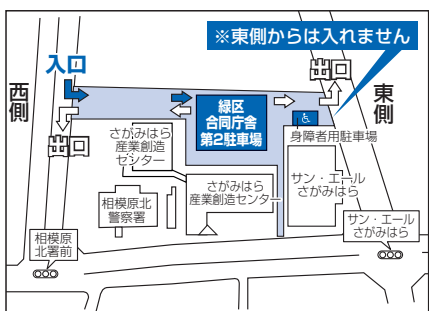 ※東側からは入れません
入口
出口
西側
東側
緑区
合同庁舎
第2駐車場
身障者用駐車場
さがみはら
産業創造
センター
出口
さがみはら
産業創造センター
サン・エール
さがみはら
相模原北
警察署
サン・エール
さがみはら
相模原
北署前